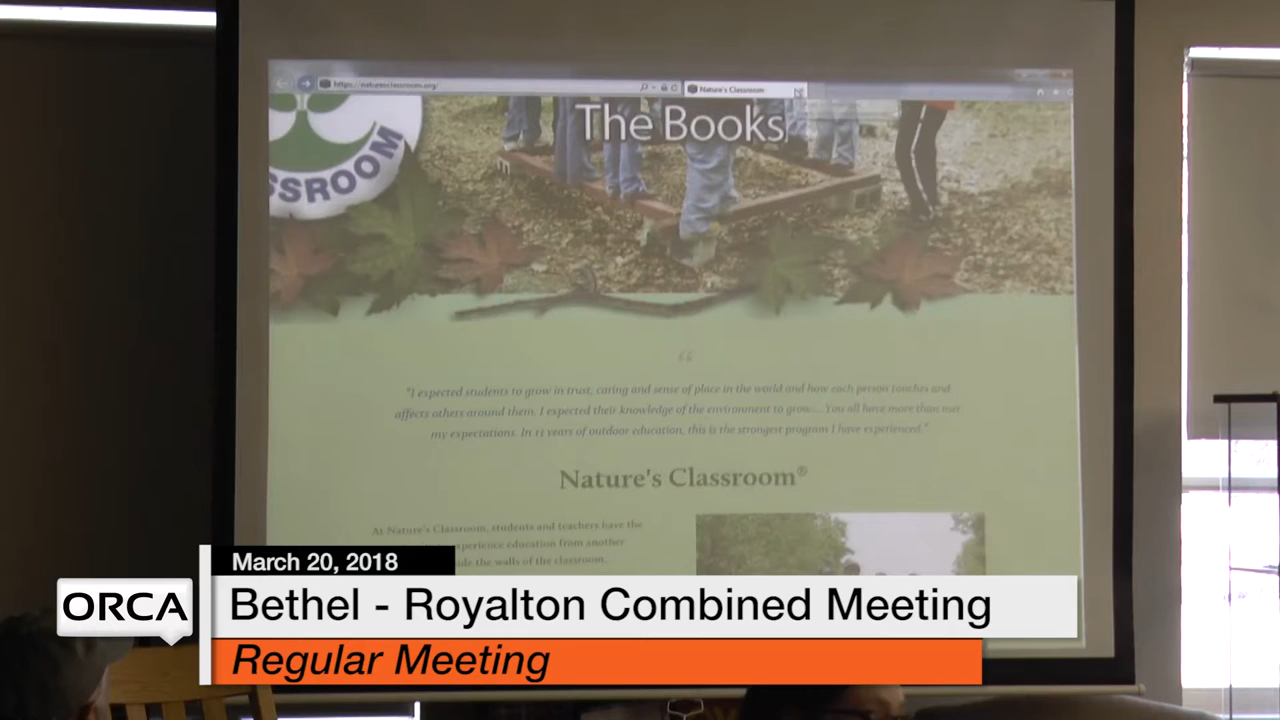 https://naturesclassroom.org/
Nature's Classroom
The Books
SSROOM
“
"I expected students to grow in trust, caring and sense of place in the world and how each person touches and
affects others around them. I expected their knowledge of the environment to grow....You all have more than met
my expectations. In 11 years of outdoor education, this is the strongest program I have experienced."
Nature's Classroom®
At Nature's Classroom, students and teachers have the
perience education from another
de the walls of the classroom.
March 20, 2018
ORCA
Bethel - Royalton Combined Meeting
Regular Meeting